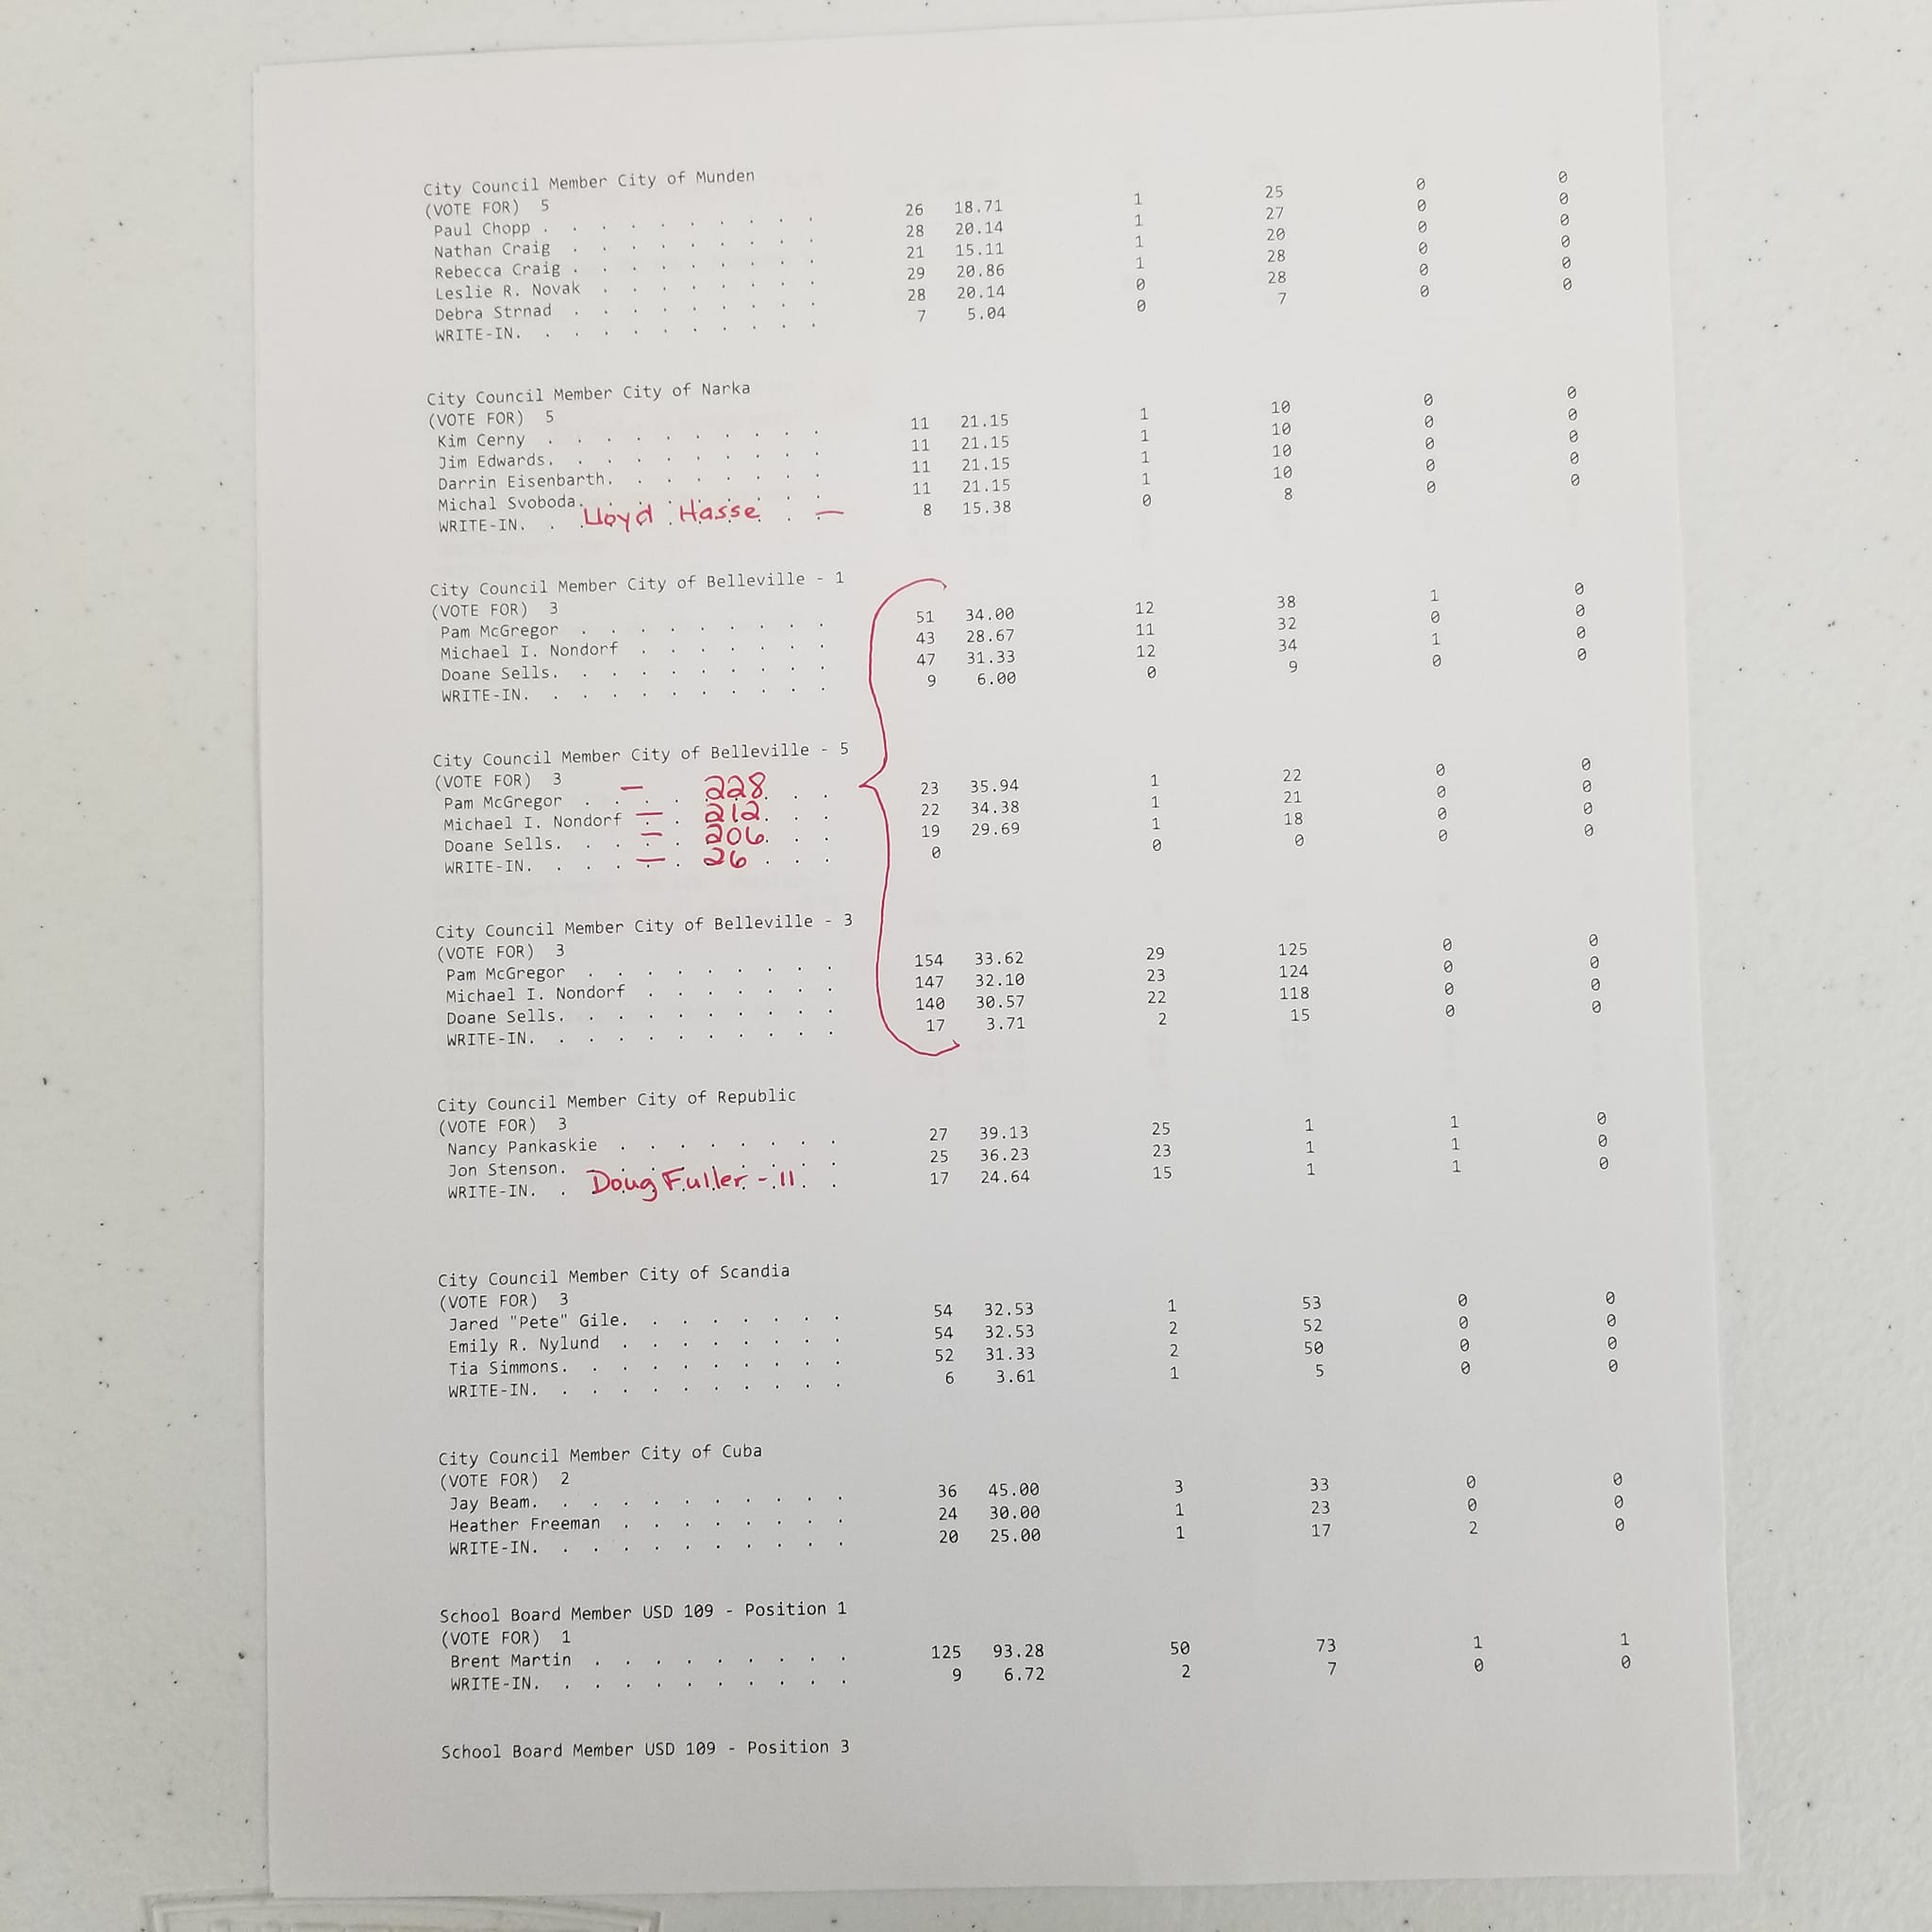 City Council Member City of Munden
(VOTE FOR) 5
Paul Chopp . . . . . . . . . . 26 18.71 1 25 0 0
Nathan Craig . . . . . . . . . 28 20.14 1 27 0 0
Rebecca Craig . . . . . . . . . 21 15.11 1 20 0 0
Leslie R. Novak . . . . . . . . 29 20.86 1 28 0 0
Debra Strnad . . . . . . . . . 28 20.14 0 28 0 0
WRITE-IN. . . . . . . . . . . 7 5.04 0 7 0 0
City Council Member City of Narka
(VOTE FOR) 5
Kim Cerny . . . . . . . . . . 11 21.15 1 10 0 0
Jim Edwards. . . . . . . . . . 11 21.15 1 10 0 0
Darrin Eisenbarth. . . . . . . . 11 21.15 1 10 0 0
Michal Svoboda. . . . . . . . . 11 21.15 1 10 0 0
WRITE-IN. . Lloyd Hasse — 8 15.38 0 8 0 0
City Council Member City of Belleville - 1
(VOTE FOR) 3
Pam McGregor . . . . . . . . . 51 34.00 12 38 1 0
Michael I. Nondorf . . . . . . . 43 28.67 11 32 0 0
Doane Sells. . . . . . . . . . 47 31.33 12 34 1 0
WRITE-IN. . . . . . . . . . . 9 6.00 0 9 0 0
City Council Member City of Belleville - 5
(VOTE FOR) 3
Pam McGregor . . — 228 . . 23 35.94 1 22 0 0
Michael I. Nondorf — 212 . . 22 34.38 1 21 0 0
Doane Sells. . . — 206 . . 19 29.69 1 18 0 0
WRITE-IN. . . . — 26 . . . 0 0 0 0 0
City Council Member City of Belleville - 3
(VOTE FOR) 3
Pam McGregor . . . . . . . . . 154 33.62 29 125 0 0
Michael I. Nondorf . . . . . . . 147 32.10 23 124 0 0
Doane Sells. . . . . . . . . . 140 30.57 22 118 0 0
WRITE-IN. . . . . . . . . . . 17 3.71 2 15 0 0
City Council Member City of Republic
(VOTE FOR) 3
Nancy Pankaskie . . . . . . . . 27 39.13 25 1 1 0
Jon Stenson. . . . . . . . . . 25 36.23 23 1 1 0
WRITE-IN. . Doug Fuller - 11 . 17 24.64 15 1 1 0
City Council Member City of Scandia
(VOTE FOR) 3
Jared "Pete" Gile. . . . . . . . 54 32.53 1 53 0 0
Emily R. Nylund . . . . . . . . 54 32.53 2 52 0 0
Tia Simmons. . . . . . . . . . 52 31.33 2 50 0 0
WRITE-IN. . . . . . . . . . . 6 3.61 1 5 0 0
City Council Member City of Cuba
(VOTE FOR) 2
Jay Beam. . . . . . . . . . . 36 45.00 3 33 0 0
Heather Freeman . . . . . . . . 24 30.00 1 23 0 0
WRITE-IN. . . . . . . . . . . 20 25.00 1 17 2 0
School Board Member USD 109 - Position 1
(VOTE FOR) 1
Brent Martin . . . . . . . . . 125 93.28 50 73 1 1
WRITE-IN. . . . . . . . . . . 9 6.72 2 7 0 0
School Board Member USD 109 - Position 3